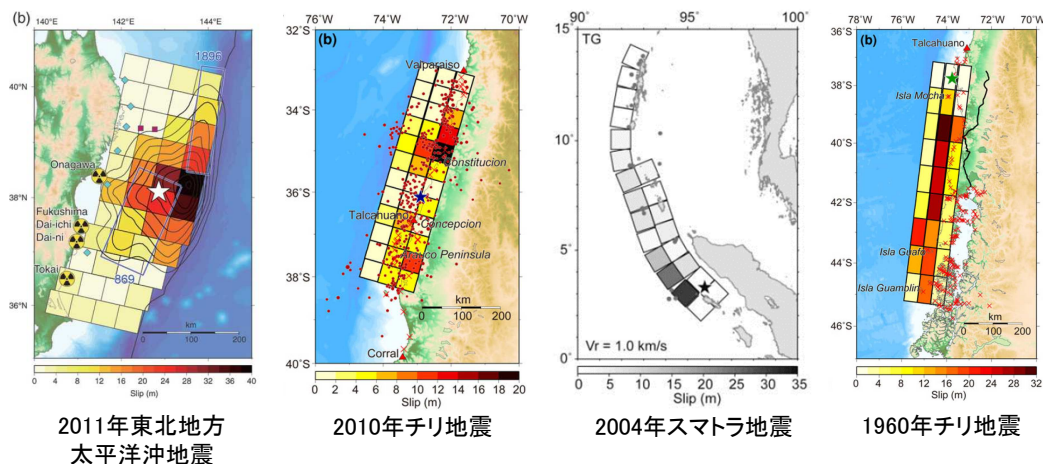 (b)
140°E
142°E
144°E
1896
40°N
Onagawa
38°N
Fukushima
Dai-ichi
Dai-ni
Tokai
869
36°N
km
0 100 200
0 4 8 12 16 20 24 28 32 36 40
Slip (m)
2011年東北地方
太平洋沖地震
76°W 74°W 72°W 70°W
32°S
(b)
Valparaiso
34°S
Constitucion
36°S
Talcahuano
Concepcion
Arauco Peninsula
38°S
km
0 100 200
Corral
40°S
0 2 4 6 8 10 12 14 16 18 20
Slip (m)
2010年チリ地震
90° 95° 100°
TG
15°
10°
5°
Vr = 1.0 km/s
0°
0 5 10 15 20 25 30 35
Slip (m)
2004年スマトラ地震
78°W 76°W 74°W 72°W 70°W
36°S
(b)
Talcahuano
38°S
Isla Mocha
40°S
42°S
Isla Guafo
44°S
Isla Guamblin
km
0 100 200
46°S
0 4 8 12 16 20 24 28 32
Slip (m)
1960年チリ地震